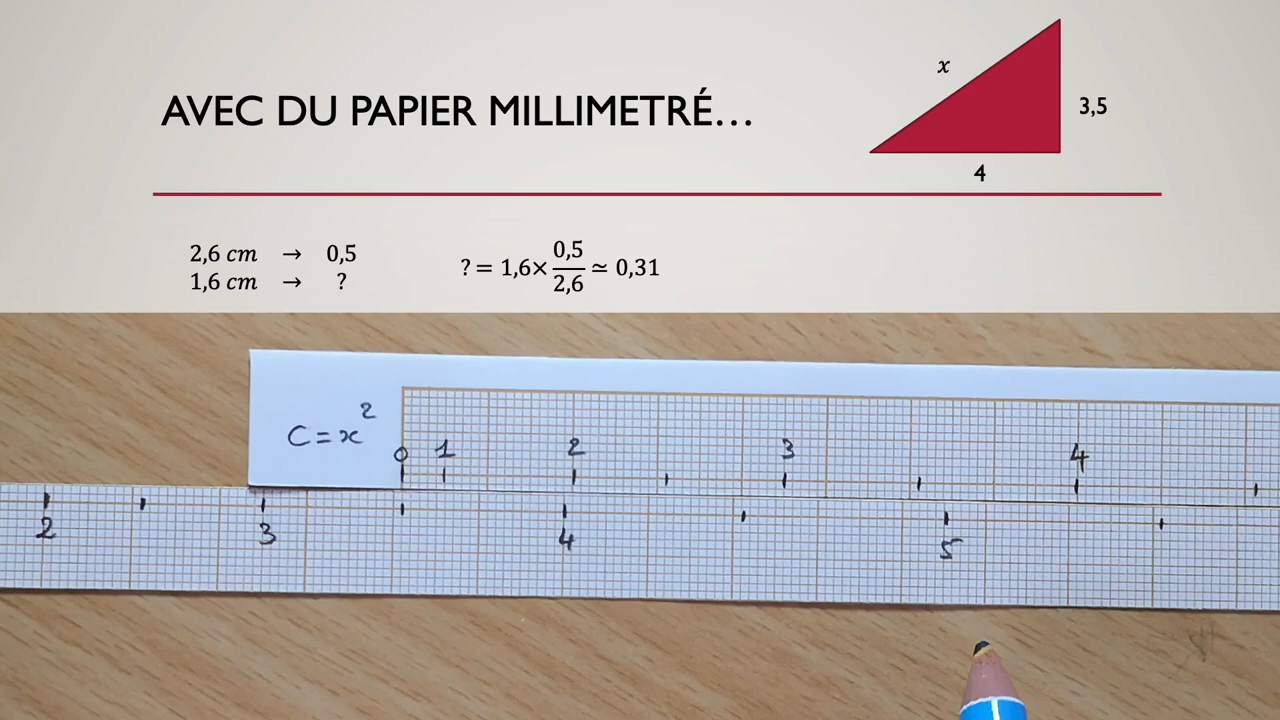 x
AVEC DU PAPIER MILLIMETRÉ…
3,5
4
2,6 cm → 0,5
1,6 cm → ?
? = 1,6× 0,5/2,6 ≃ 0,31
C=x²
0 1 2 3 4
2 3 4 5